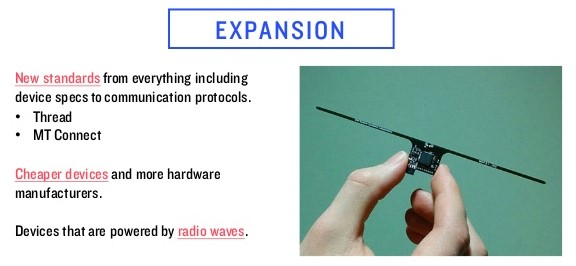 EXPANSION
New standards from everything including
device specs to communication protocols.
• Thread
• MT Connect
Cheaper devices and more hardware
manufacturers.
Devices that are powered by radio waves.